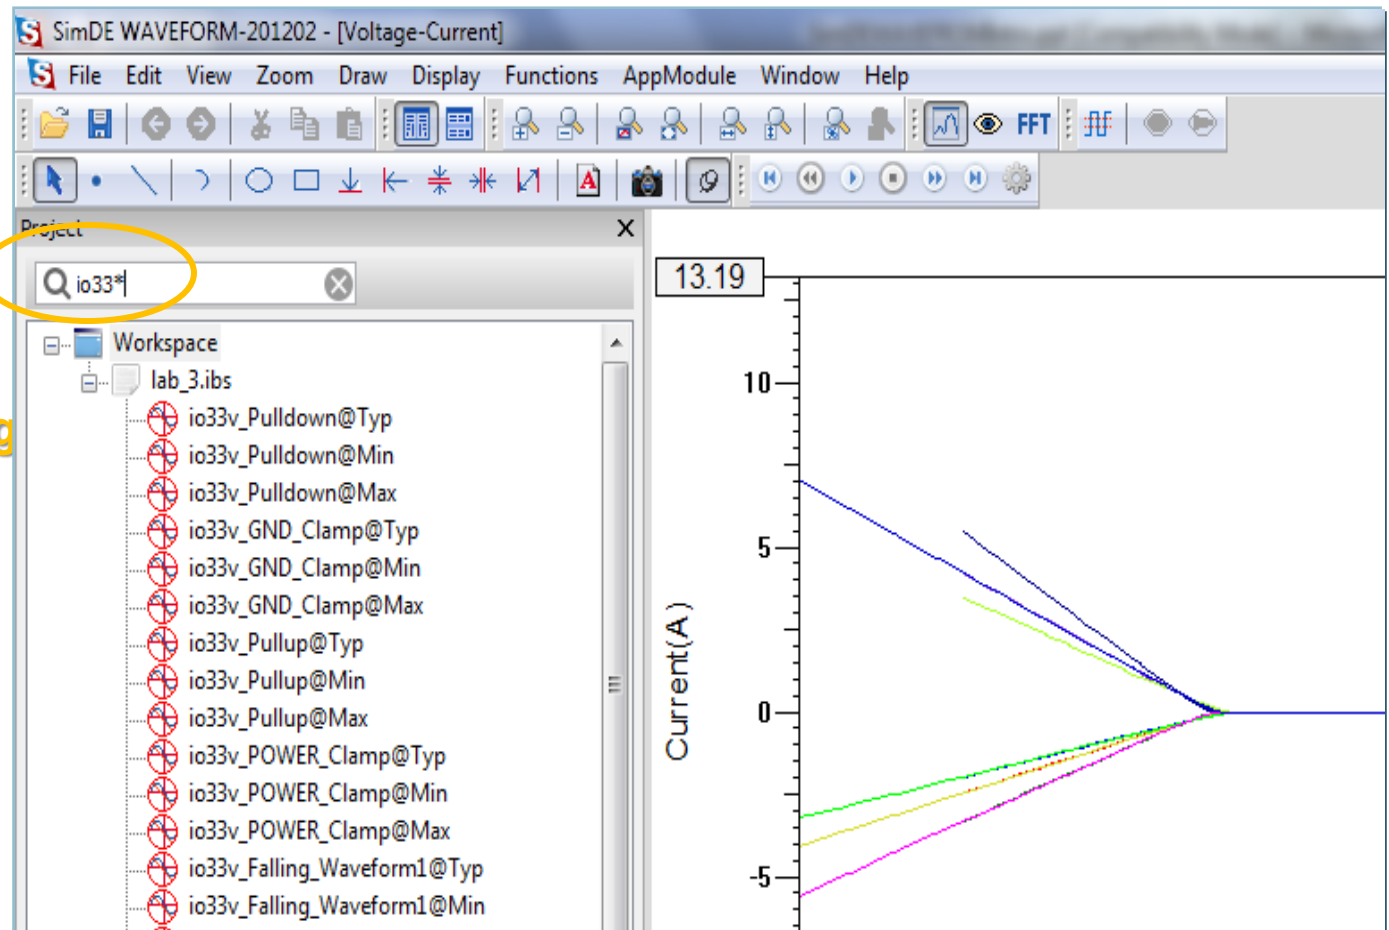 SimDE WAVEFORM-201202 - [Voltage-Current]
File Edit View Zoom Draw Display Functions AppModule Window Help
FFT
A
Project X
io33*
13.19
Workspace
lab_3.ibs
io33v_Pulldown@Typ
io33v_Pulldown@Min
io33v_Pulldown@Max
io33v_GND_Clamp@Typ
io33v_GND_Clamp@Min
io33v_GND_Clamp@Max
io33v_Pullup@Typ
io33v_Pullup@Min
io33v_Pullup@Max
io33v_POWER_Clamp@Typ
io33v_POWER_Clamp@Min
io33v_POWER_Clamp@Max
io33v_Falling_Waveform1@Typ
io33v_Falling_Waveform1@Min
g
10
5
0
-5
Current(A)